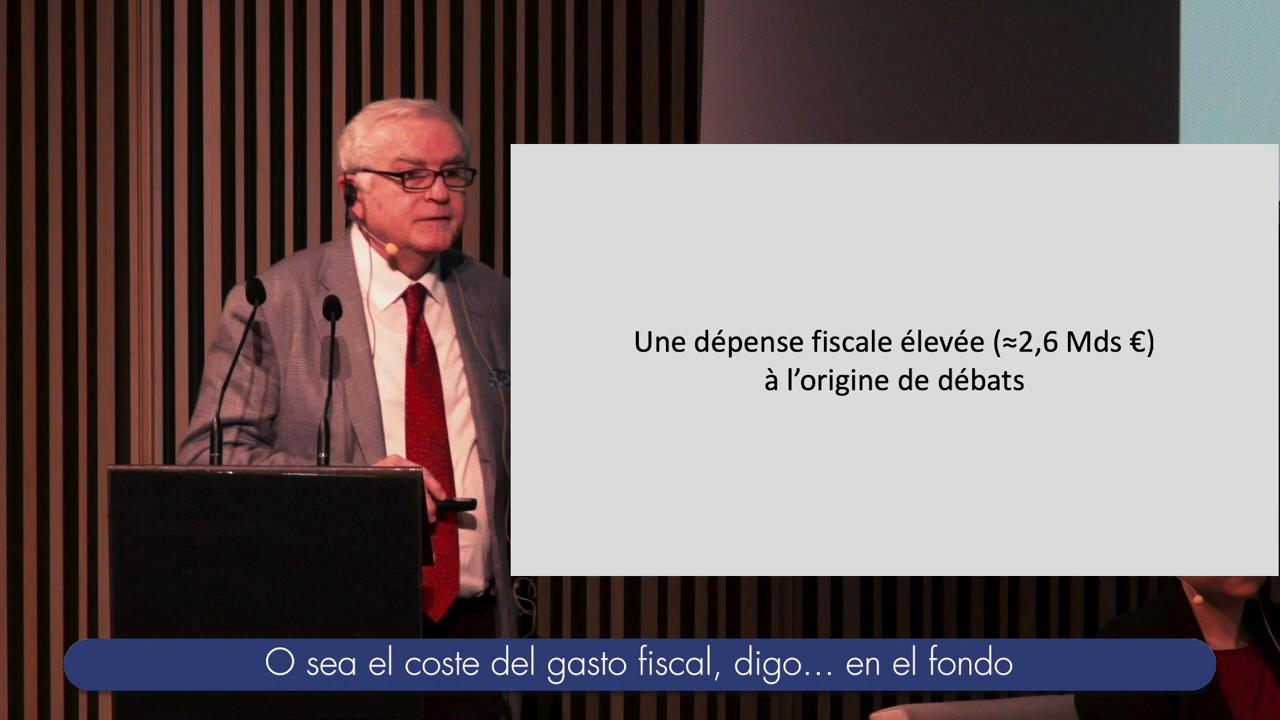 Une dépense fiscale élevée (≈2,6 Mds €)
à l’origine de débats
O sea el coste del gasto fiscal, digo... en el fondo